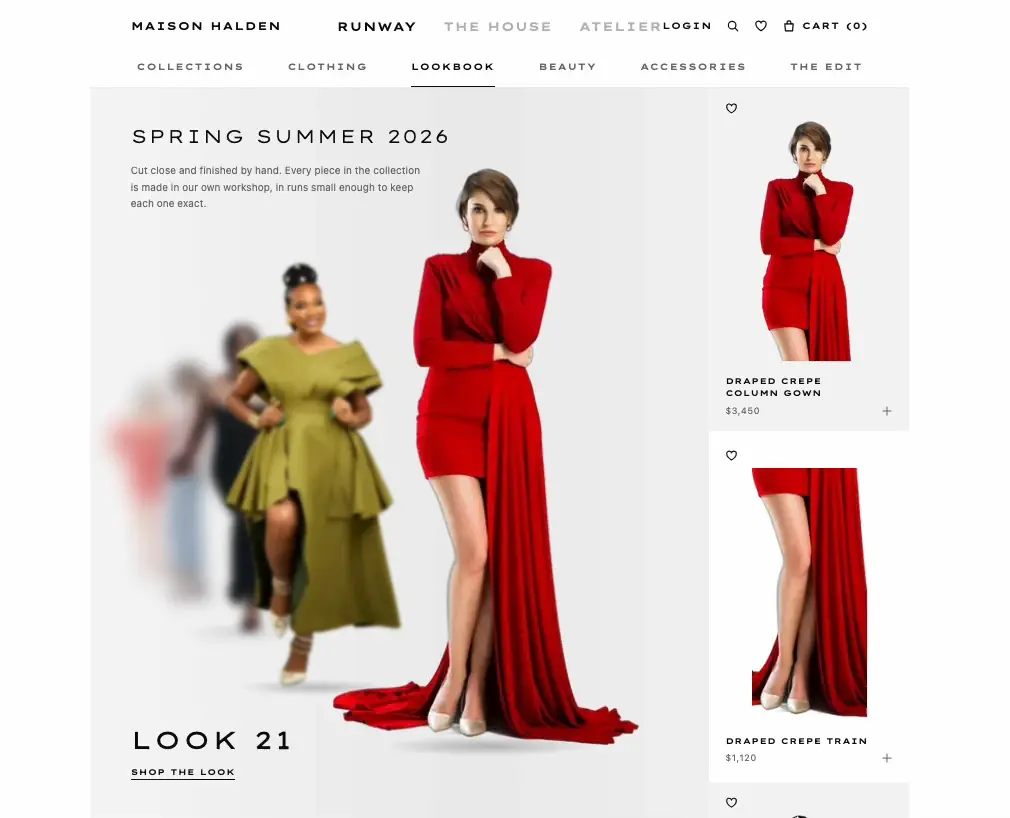 MAISON HALDEN
RUNWAY THE HOUSE ATELIER
LOGIN CART (0)
COLLECTIONS CLOTHING LOOKBOOK BEAUTY ACCESSORIES THE EDIT
SPRING SUMMER 2026
Cut close and finished by hand. Every piece in the collection
is made in our own workshop, in runs small enough to keep
each one exact.
LOOK 21
SHOP THE LOOK
DRAPED CREPE
COLUMN GOWN
$3,450
DRAPED CREPE TRAIN
$1,120